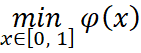 min φ(x)
x∈[0, 1]